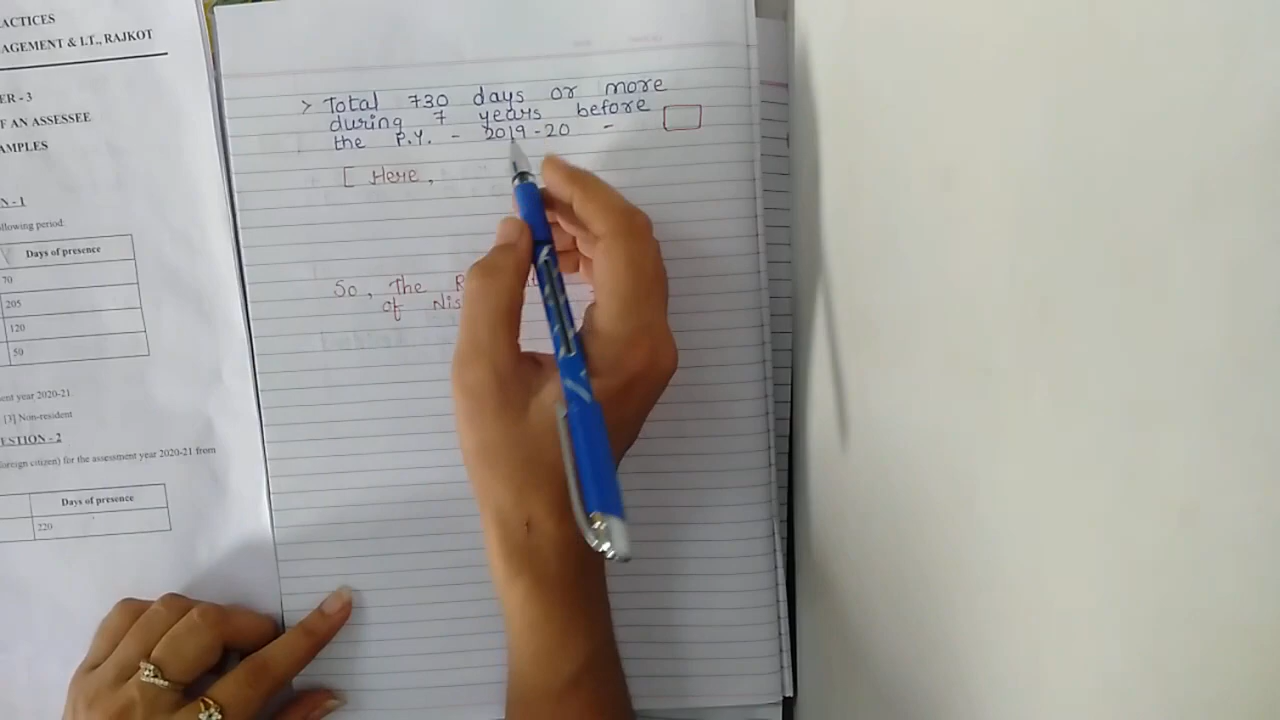 ACTICES
AGEMENT & I.T., RAJKOT
ER - 3
F AN ASSESSEE
AMPLES
N - 1
llowing period:
Days of presence
70
205
120
50
ent year 2020-21
[3] Non-resident
ESTION - 2
foreign citizen) for the assessment year 2020-21 from
Days of presence
220
> Total 730 days or more
during 7 years before
the P.Y. - 2019-20 -
[ Here,
So, The R
of Nis